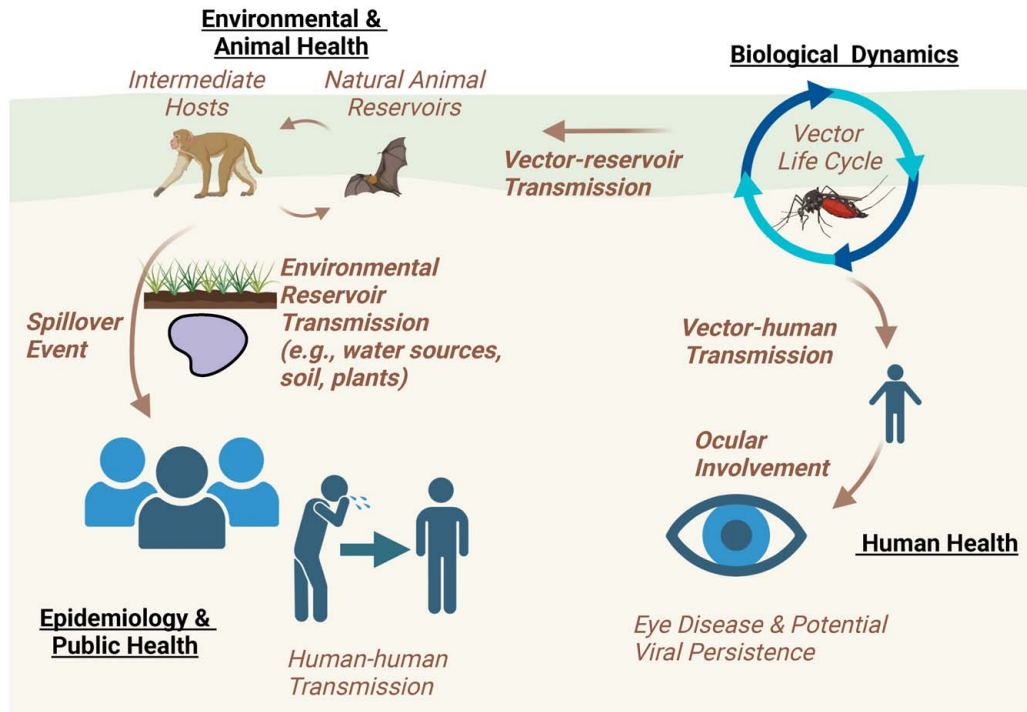 Environmental &
Animal Health
Intermediate
Hosts
Natural Animal
Reservoirs
Biological Dynamics
Vector
Life Cycle
Vector-reservoir
Transmission
Environmental
Reservoir
Transmission
(e.g., water sources,
soil, plants)
Spillover
Event
Vector-human
Transmission
Ocular
Involvement
Human Health
Epidemiology &
Public Health
Human-human
Transmission
Eye Disease & Potential
Viral Persistence